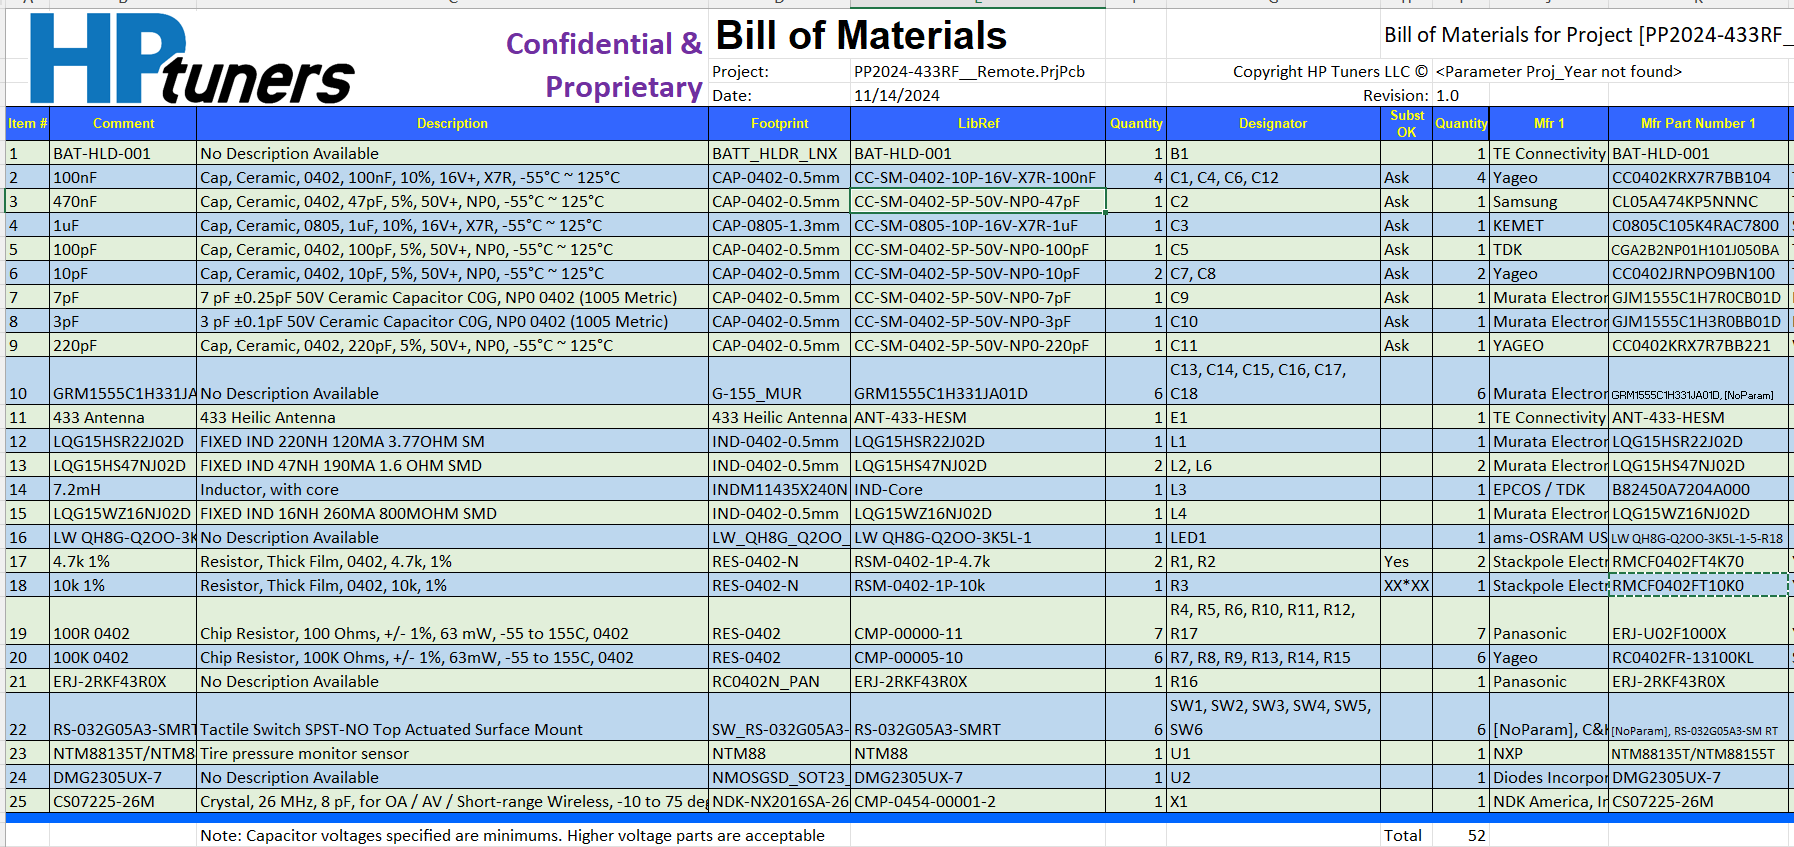 HP tuners
Confidential &
Proprietary
Bill of Materials
Bill of Materials for Project [PP2024-433RF_
Project: PP2024-433RF__Remote.PrjPcb Copyright HP Tuners LLC © <Parameter Proj_Year not found>
Date: 11/14/2024 Revision: 1.0
Item # Comment Description Footprint LibRef Quantity Designator Subst OK Quantity Mfr 1 Mfr Part Number 1
1 BAT-HLD-001 No Description Available BATT_HLDR_LNX BAT-HLD-001 1 B1 1 TE Connectivity BAT-HLD-001
2 100nF Cap, Ceramic, 0402, 100nF, 10%, 16V+, X7R, -55°C ~ 125°C CAP-0402-0.5mm CC-SM-0402-10P-16V-X7R-100nF 4 C1, C4, C6, C12 Ask 4 Yageo CC0402KRX7R7BB104
3 470nF Cap, Ceramic, 0402, 47pF, 5%, 50V+, NP0, -55°C ~ 125°C CAP-0402-0.5mm CC-SM-0402-5P-50V-NP0-47pF 1 C2 Ask 1 Samsung CL05A474KP5NNNC
4 1uF Cap, Ceramic, 0805, 1uF, 10%, 16V+, X7R, -55°C ~ 125°C CAP-0805-1.3mm CC-SM-0805-10P-16V-X7R-1uF 1 C3 Ask 1 KEMET C0805C105K4RAC7800
5 100pF Cap, Ceramic, 0402, 100pF, 5%, 50V+, NP0, -55°C ~ 125°C CAP-0402-0.5mm CC-SM-0402-5P-50V-NP0-100pF 1 C5 Ask 1 TDK CGA2B2NP01H101J050BA
6 10pF Cap, Ceramic, 0402, 10pF, 5%, 50V+, NP0, -55°C ~ 125°C CAP-0402-0.5mm CC-SM-0402-5P-50V-NP0-10pF 2 C7, C8 Ask 2 Yageo CC0402JRNPO9BN100
7 7pF 7 pF ±0.25pF 50V Ceramic Capacitor C0G, NP0 0402 (1005 Metric) CAP-0402-0.5mm CC-SM-0402-5P-50V-NP0-7pF 1 C9 Ask 1 Murata Electror GJM1555C1H7R0CB01D
8 3pF 3 pF ±0.1pF 50V Ceramic Capacitor C0G, NP0 0402 (1005 Metric) CAP-0402-0.5mm CC-SM-0402-5P-50V-NP0-3pF 1 C10 Ask 1 Murata Electror GJM1555C1H3R0BB01D
9 220pF Cap, Ceramic, 0402, 220pF, 5%, 50V+, NP0, -55°C ~ 125°C CAP-0402-0.5mm CC-SM-0402-5P-50V-NP0-220pF 1 C11 Ask 1 YAGEO CC0402KRX7R7BB221
10 GRM1555C1H331JA No Description Available G-155_MUR GRM1555C1H331JA01D 6 C13, C14, C15, C16, C17, C18 6 Murata Electror GRM1555C1H331JA01D, [NoParam]
11 433 Antenna 433 Heilic Antenna 433 Heilic Antenna ANT-433-HESM 1 E1 1 TE Connectivity ANT-433-HESM
12 LQG15HSR22J02D FIXED IND 220NH 120MA 3.77OHM SM IND-0402-0.5mm LQG15HSR22J02D 1 L1 1 Murata Electror LQG15HSR22J02D
13 LQG15HS47NJ02D FIXED IND 47NH 190MA 1.6 OHM SMD IND-0402-0.5mm LQG15HS47NJ02D 2 L2, L6 2 Murata Electror LQG15HS47NJ02D
14 7.2mH Inductor, with core INDM11435X240N IND-Core 1 L3 1 EPCOS / TDK B82450A7204A000
15 LQG15WZ16NJ02D FIXED IND 16NH 260MA 800MOHM SMD IND-0402-0.5mm LQG15WZ16NJ02D 1 L4 1 Murata Electror LQG15WZ16NJ02D
16 LW QH8G-Q2OO-3K No Description Available LW_QH8G_Q2OO_ LW QH8G-Q2OO-3K5L-1 1 LED1 1 ams-OSRAM US LW QH8G-Q2OO-3K5L-1-5-R18
17 4.7k 1% Resistor, Thick Film, 0402, 4.7k, 1% RES-0402-N RSM-0402-1P-4.7k 2 R1, R2 Yes 2 Stackpole Electr RMCF0402FT4K70
18 10k 1% Resistor, Thick Film, 0402, 10k, 1% RES-0402-N RSM-0402-1P-10k 1 R3 XX*XX 1 Stackpole Electr RMCF0402FT10K0
19 100R 0402 Chip Resistor, 100 Ohms, +/- 1%, 63 mW, -55 to 155C, 0402 RES-0402 CMP-00000-11 7 R4, R5, R6, R10, R11, R12, R17 7 Panasonic ERJ-U02F1000X
20 100K 0402 Chip Resistor, 100K Ohms, +/- 1%, 63mW, -55 to 155C, 0402 RES-0402 CMP-00005-10 6 R7, R8, R9, R13, R14, R15 6 Yageo RC0402FR-13100KL
21 ERJ-2RKF43R0X No Description Available RC0402N_PAN ERJ-2RKF43R0X 1 R16 1 Panasonic ERJ-2RKF43R0X
22 RS-032G05A3-SMRT Tactile Switch SPST-NO Top Actuated Surface Mount SW_RS-032G05A3- RS-032G05A3-SMRT 6 SW1, SW2, SW3, SW4, SW5, SW6 6 [NoParam], C&K [NoParam], RS-032G05A3-SM RT
23 NTM88135T/NTM8 Tire pressure monitor sensor NTM88 NTM88 1 U1 1 NXP NTM88135T/NTM88155T
24 DMG2305UX-7 No Description Available NMOSGSD_SOT23_ DMG2305UX-7 1 U2 1 Diodes Incorpor DMG2305UX-7
25 CS07225-26M Crystal, 26 MHz, 8 pF, for OA / AV / Short-range Wireless, -10 to 75 deg NDK-NX2016SA-26 CMP-0454-00001-2 1 X1 1 NDK America, In CS07225-26M
Note: Capacitor voltages specified are minimums. Higher voltage parts are acceptable Total 52